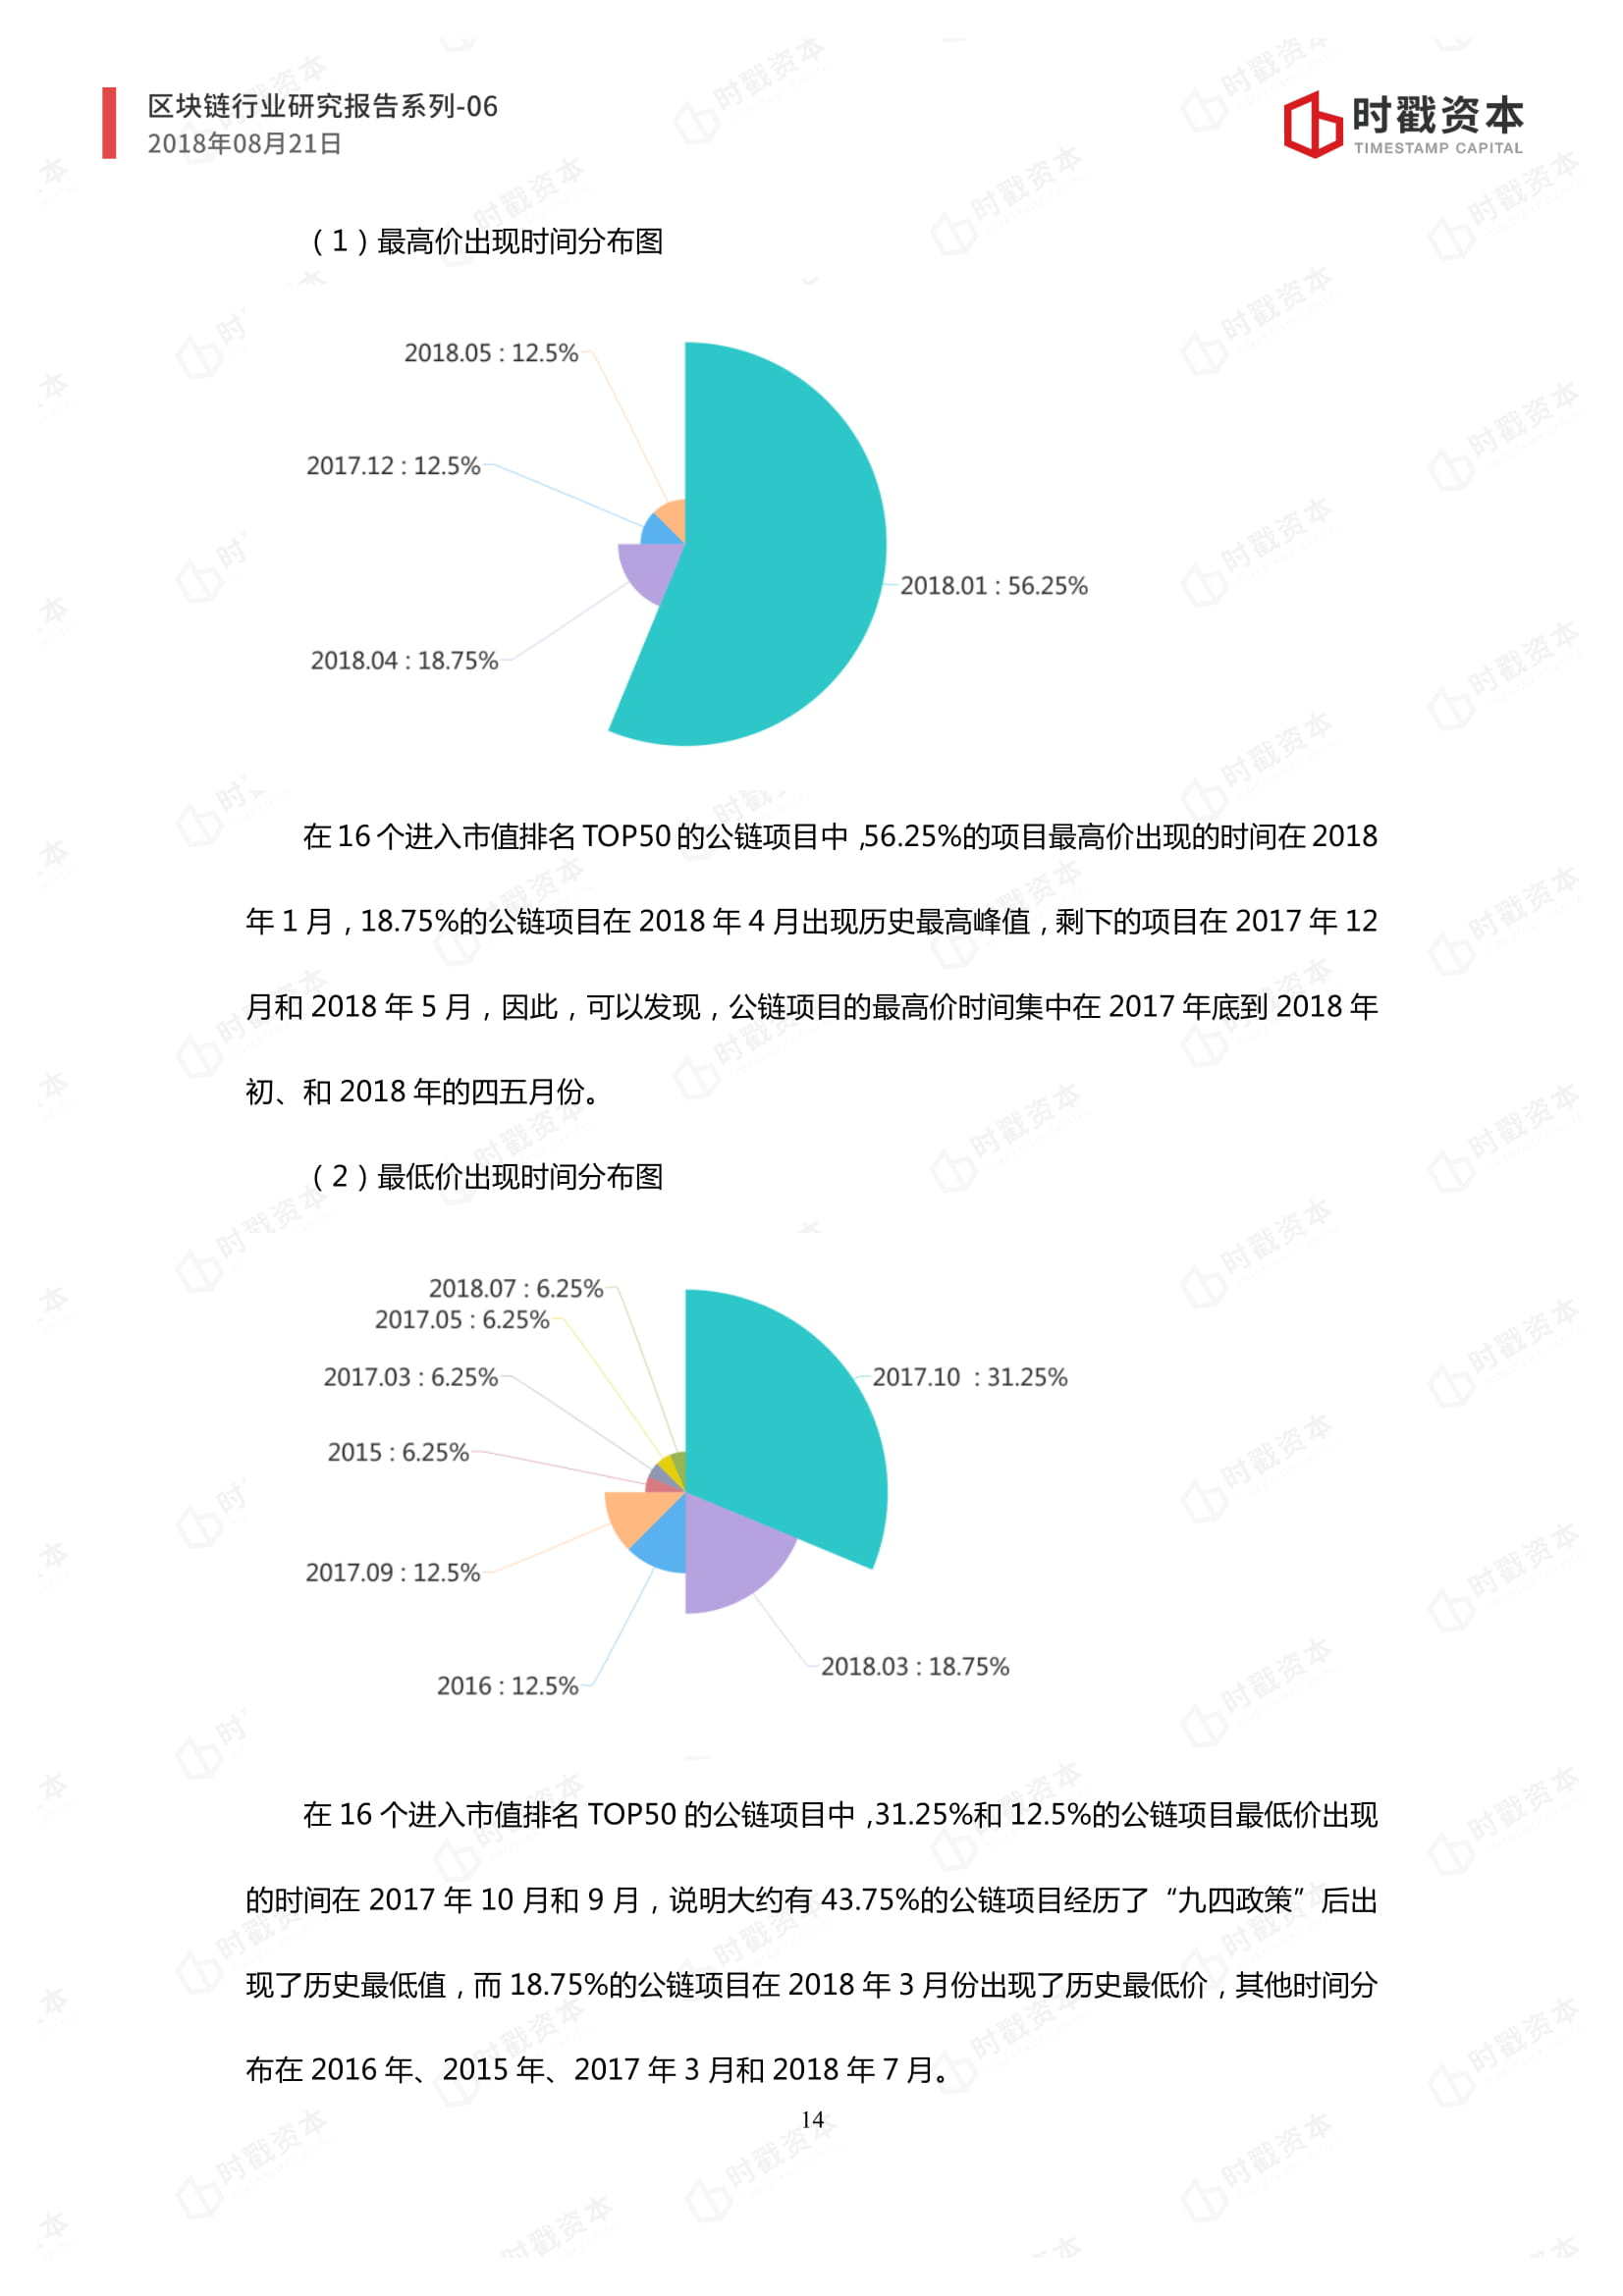 区块链行业研究报告系列-06
2018年08月21日
时戳资本
TIMESTAMP CAPITAL
（1）最高价出现时间分布图
2018.05 : 12.5%
2017.12 : 12.5%
2018.01 : 56.25%
2018.04 : 18.75%
在 16 个进入市值排名 TOP50 的公链项目中，56.25%的项目最高价出现的时间在 2018
年 1 月，18.75%的公链项目在 2018 年 4 月出现历史最高峰值，剩下的项目在 2017 年 12
月和 2018 年 5 月，因此，可以发现，公链项目的最高价时间集中在 2017 年底到 2018 年
初、和 2018 年的四五月份。
（2）最低价出现时间分布图
2018.07 : 6.25%
2017.05 : 6.25%
2017.03 : 6.25%
2017.10 : 31.25%
2015 : 6.25%
2017.09 : 12.5%
2018.03 : 18.75%
2016 : 12.5%
在 16 个进入市值排名 TOP50 的公链项目中，31.25%和 12.5%的公链项目最低价出现
的时间在 2017 年 10 月和 9 月，说明大约有 43.75%的公链项目经历了“九四政策”后出
现了历史最低值，而 18.75%的公链项目在 2018 年 3 月份出现了历史最低价，其他时间分
布在 2016 年、2015 年、2017 年 3 月和 2018 年 7 月。
14